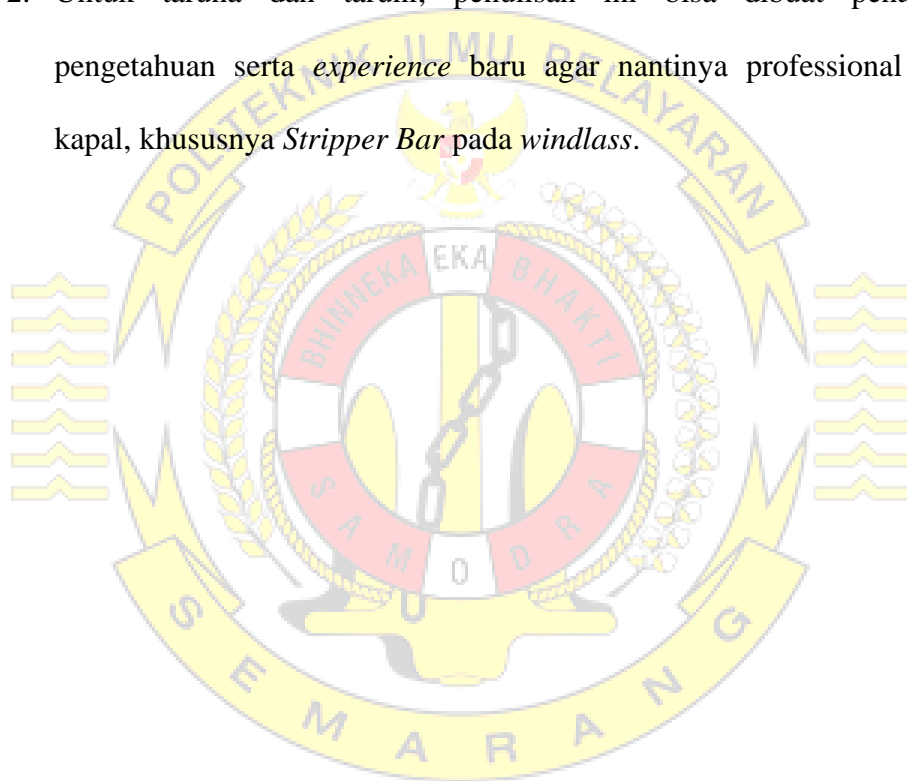 2. Untuk taruna dan taruni, penulisan ini bisa dibuat
pengetahuan serta experience baru agar nantinya professional
kapal, khususnya Stripper Bar pada windlass.
POLITEKNIK ILMU PELAYARAN
BHINNEKA EKA BHAKTI
SAMODRA
SEMARANG